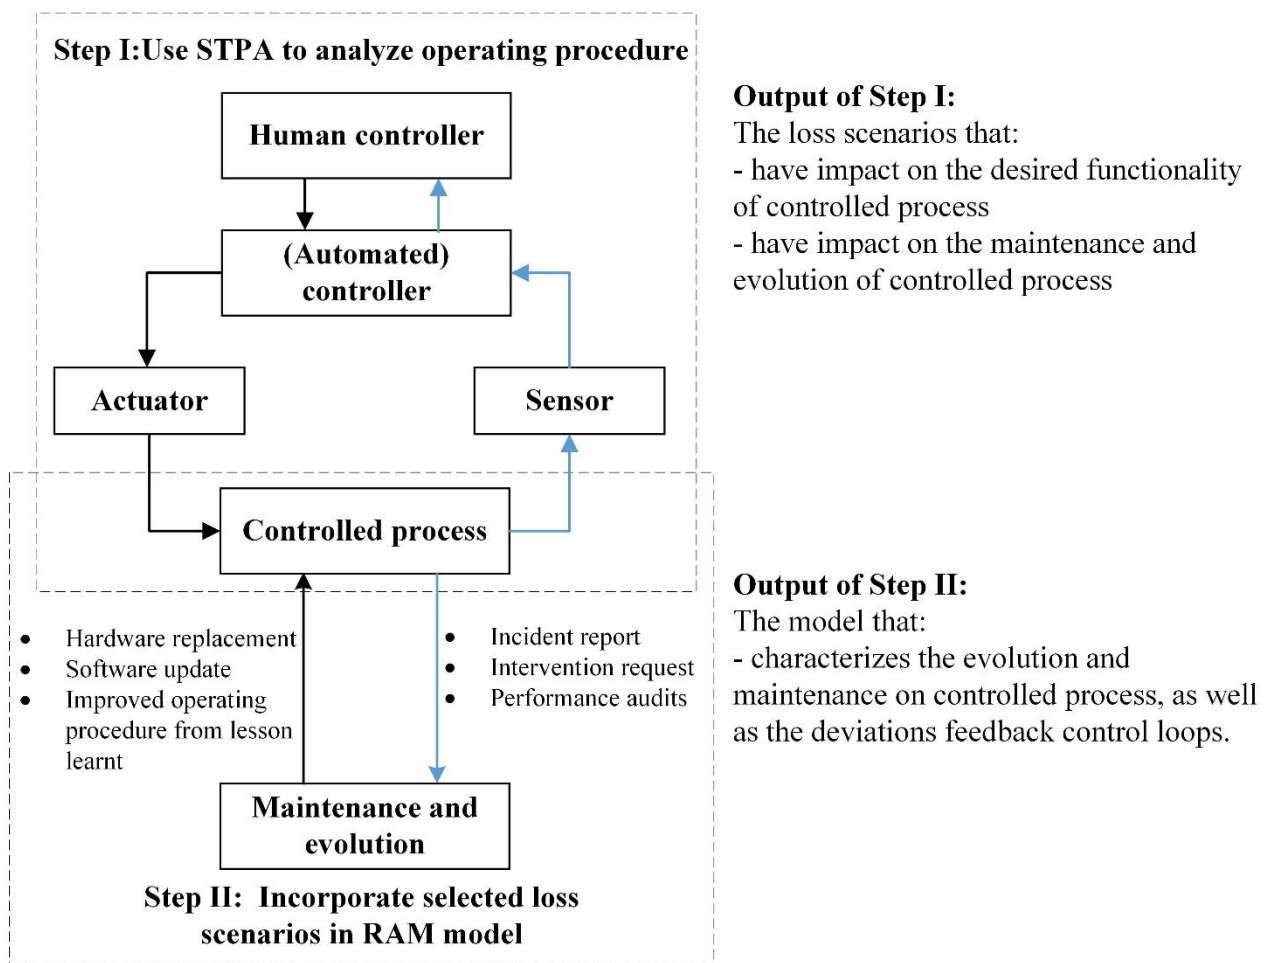 Step I:Use STPA to analyze operating procedure
Human controller
(Automated)
controller
Actuator
Sensor
Controlled process
• Hardware replacement
• Software update
• Improved operating
procedure from lesson
learnt
• Incident report
• Intervention request
• Performance audits
Maintenance and
evolution
Step II: Incorporate selected loss
scenarios in RAM model
Output of Step I:
The loss scenarios that:
- have impact on the desired functionality
of controlled process
- have impact on the maintenance and
evolution of controlled process
Output of Step II:
The model that:
- characterizes the evolution and
maintenance on controlled process, as well
as the deviations feedback control loops.